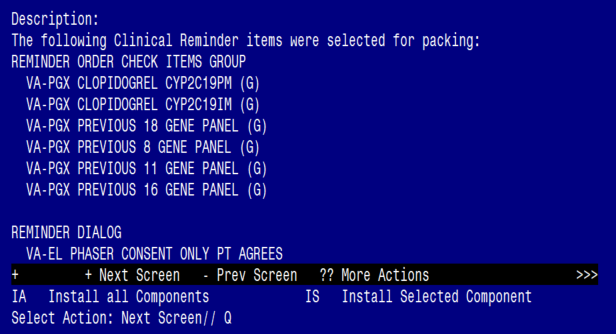 Description:
The following Clinical Reminder items were selected for packing:
REMINDER ORDER CHECK ITEMS GROUP
VA-PGX CLOPIDOGREL CYP2C19PM (G)
VA-PGX CLOPIDOGREL CYP2C19IM (G)
VA-PGX PREVIOUS 18 GENE PANEL (G)
VA-PGX PREVIOUS 8 GENE PANEL (G)
VA-PGX PREVIOUS 11 GENE PANEL (G)
VA-PGX PREVIOUS 16 GENE PANEL (G)
REMINDER DIALOG
VA-EL PHASER CONSENT ONLY PT AGREES
+ + Next Screen - Prev Screen ?? More Actions >>>
IA Install all Components IS Install Selected Component
Select Action: Next Screen// Q